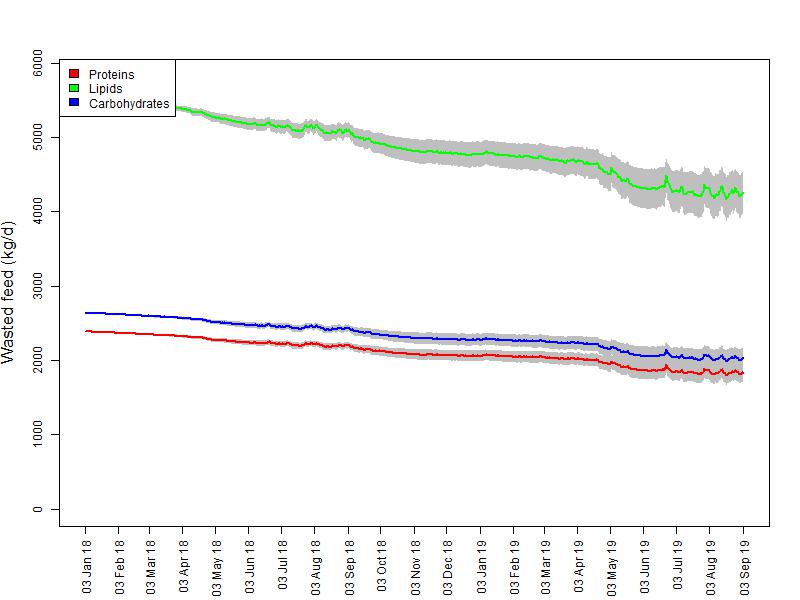 Proteins
Lipids
Carbohydrates
Wasted feed (kg/d)
6000
5000
4000
3000
2000
1000
0
03 Jan 18
03 Feb 18
03 Mar 18
03 Apr 18
03 May 18
03 Jun 18
03 Jul 18
03 Aug 18
03 Sep 18
03 Oct 18
03 Nov 18
03 Dec 18
03 Jan 19
03 Feb 19
03 Mar 19
03 Apr 19
03 May 19
03 Jun 19
03 Jul 19
03 Aug 19
03 Sep 19